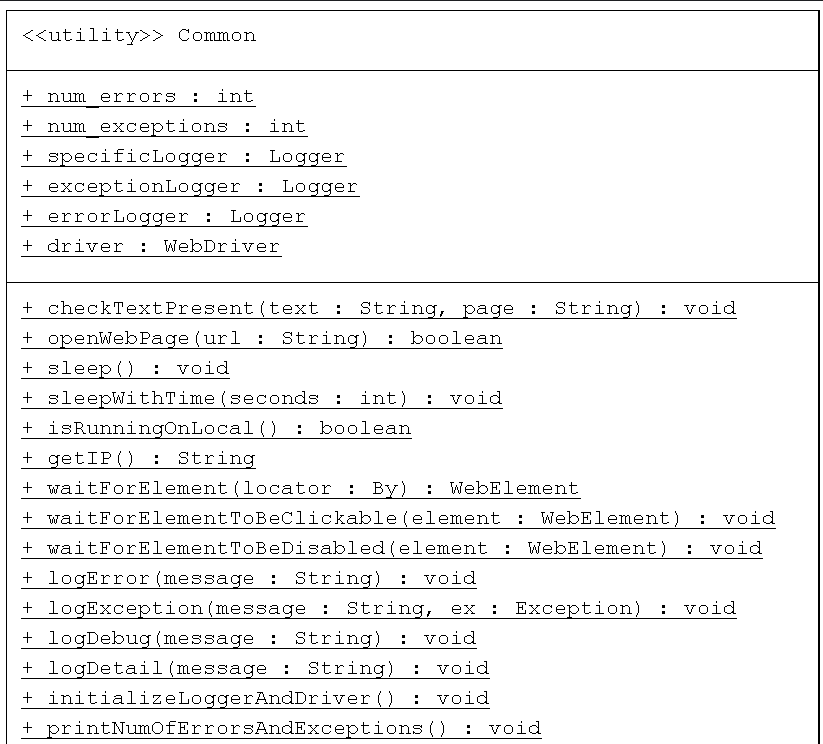 <<utility>> Common
+ num_errors : int
+ num_exceptions : int
+ specificLogger : Logger
+ exceptionLogger : Logger
+ errorLogger : Logger
+ driver : WebDriver
+ checkTextPresent(text : String, page : String) : void
+ openWebPage(url : String) : boolean
+ sleep() : void
+ sleepWithTime(seconds : int) : void
+ isRunningOnLocal() : boolean
+ getIP() : String
+ waitForElement(locator : By) : WebElement
+ waitForElementToBeClickable(element : WebElement) : void
+ waitForElementToBeDisabled(element : WebElement) : void
+ logError(message : String) : void
+ logException(message : String, ex : Exception) : void
+ logDebug(message : String) : void
+ logDetail(message : String) : void
+ initializeLoggerAndDriver() : void
+ printNumOfErrorsAndExceptions() : void